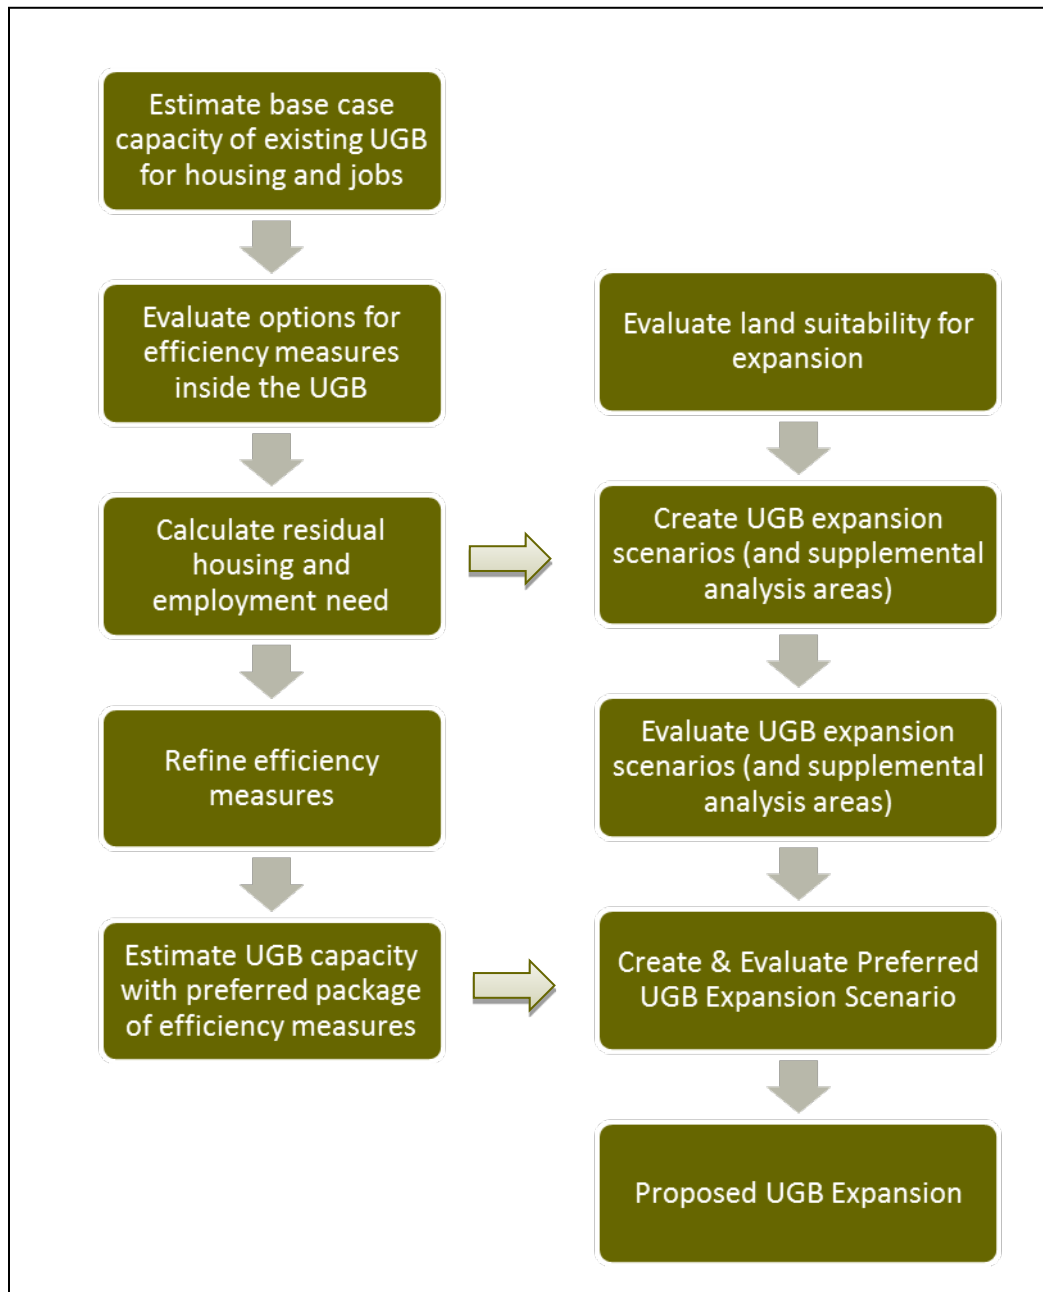 Estimate base case
capacity of existing UGB
for housing and jobs
Evaluate options for
efficiency measures
inside the UGB
Calculate residual
housing and
employment need
Refine efficiency
measures
Estimate UGB capacity
with preferred package
of efficiency measures
Evaluate land suitability for
expansion
Create UGB expansion
scenarios (and supplemental
analysis areas)
Evaluate UGB expansion
scenarios (and supplemental
analysis areas)
Create & Evaluate Preferred
UGB Expansion Scenario
Proposed UGB Expansion